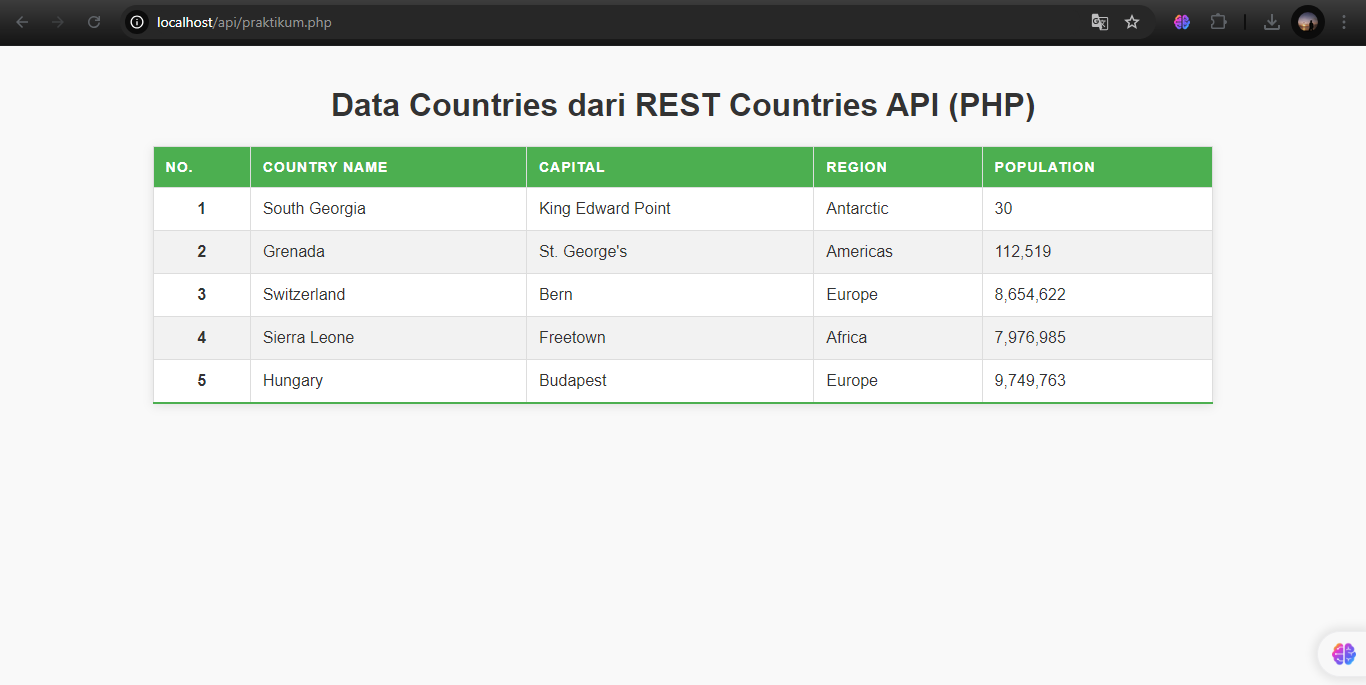 localhost/api/praktikum.php
Data Countries dari REST Countries API (PHP)
NO. COUNTRY NAME CAPITAL REGION POPULATION
1 South Georgia King Edward Point Antarctic 30
2 Grenada St. George's Americas 112,519
3 Switzerland Bern Europe 8,654,622
4 Sierra Leone Freetown Africa 7,976,985
5 Hungary Budapest Europe 9,749,763